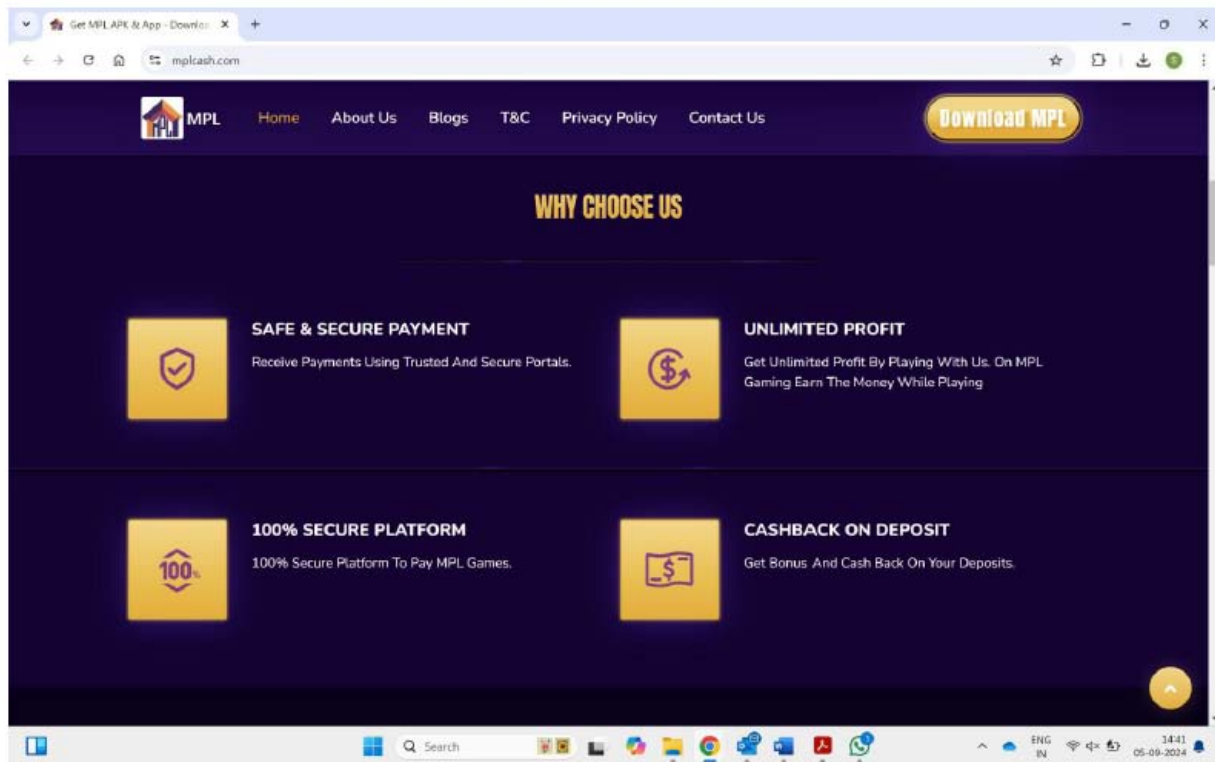 Get MPL APK & App - Downloa
mplcash.com
MPL
Home
About Us
Blogs
T&C
Privacy Policy
Contact Us
Download MPL
WHY CHOOSE US
SAFE & SECURE PAYMENT
Receive Payments Using Trusted And Secure Portals.
UNLIMITED PROFIT
Get Unlimited Profit By Playing With Us. On MPL
Gaming Earn The Money While Playing
100% SECURE PLATFORM
100% Secure Platform To Pay MPL Games.
100%
CASHBACK ON DEPOSIT
Get Bonus And Cash Back On Your Deposits.
Search
ENG
IN
14:41
05-09-2024